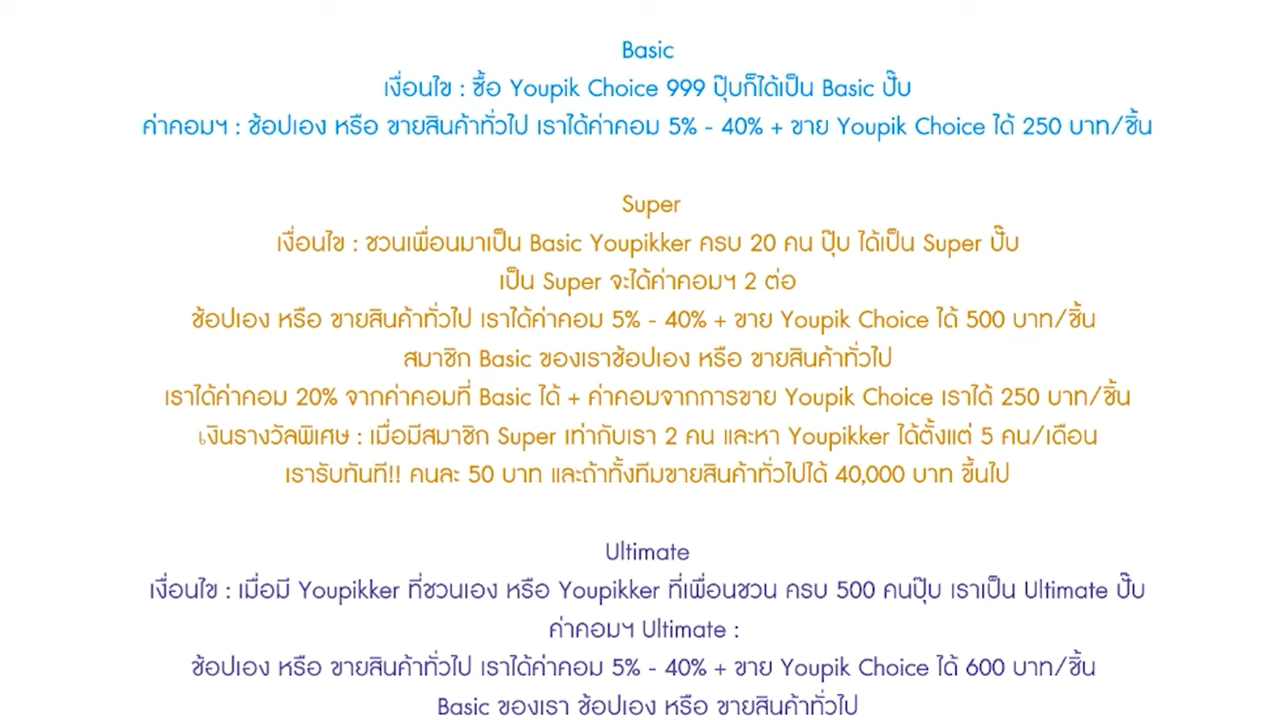 Basic
เงื่อนไข : ซื้อ Youpik Choice 999 ปุ๊บก็ได้เป็น Basic ปั๊บ
ค่าคอมฯ : ช้อปเอง หรือ ขายสินค้าทั่วไป เราได้ค่าคอม 5% - 40% + ขาย Youpik Choice ได้ 250 บาท/ชิ้น
Super
เงื่อนไข : ชวนเพื่อนมาเป็น Basic Youpikker ครบ 20 คน ปุ๊บ ได้เป็น Super ปั๊บ
เป็น Super จะได้ค่าคอมฯ 2 ต่อ
ช้อปเอง หรือ ขายสินค้าทั่วไป เราได้ค่าคอม 5% - 40% + ขาย Youpik Choice ได้ 500 บาท/ชิ้น
สมาชิก Basic ของเราช้อปเอง หรือ ขายสินค้าทั่วไป
เราได้ค่าคอม 20% จากค่าคอมที่ Basic ได้ + ค่าคอมจากการขาย Youpik Choice เราได้ 250 บาท/ชิ้น
เงินรางวัลพิเศษ : เมื่อมีสมาชิก Super เท่ากับเรา 2 คน และหา Youpikker ได้ตั้งแต่ 5 คน/เดือน
เรารับทันที!! คนละ 50 บาท และถ้าทั้งทีมขายสินค้าทั่วไปได้ 40,000 บาท ขึ้นไป
Ultimate
เงื่อนไข : เมื่อมี Youpikker ที่ชวนเอง หรือ Youpikker ที่เพื่อนชวน ครบ 500 คนปุ๊บ เราเป็น Ultimate ปั๊บ
ค่าคอมฯ Ultimate :
ช้อปเอง หรือ ขายสินค้าทั่วไป เราได้ค่าคอม 5% - 40% + ขาย Youpik Choice ได้ 600 บาท/ชิ้น
Basic ของเรา ช้อปเอง หรือ ขายสินค้าทั่วไป